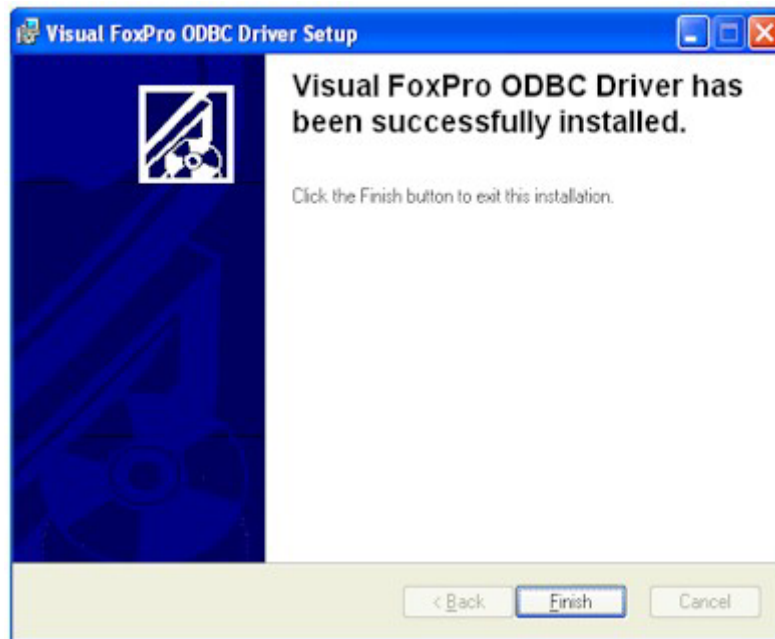 Visual FoxPro ODBC Driver Setup
Visual FoxPro ODBC Driver has
been successfully installed.
Click the Finish button to exit this installation.
< Back Finish Cancel